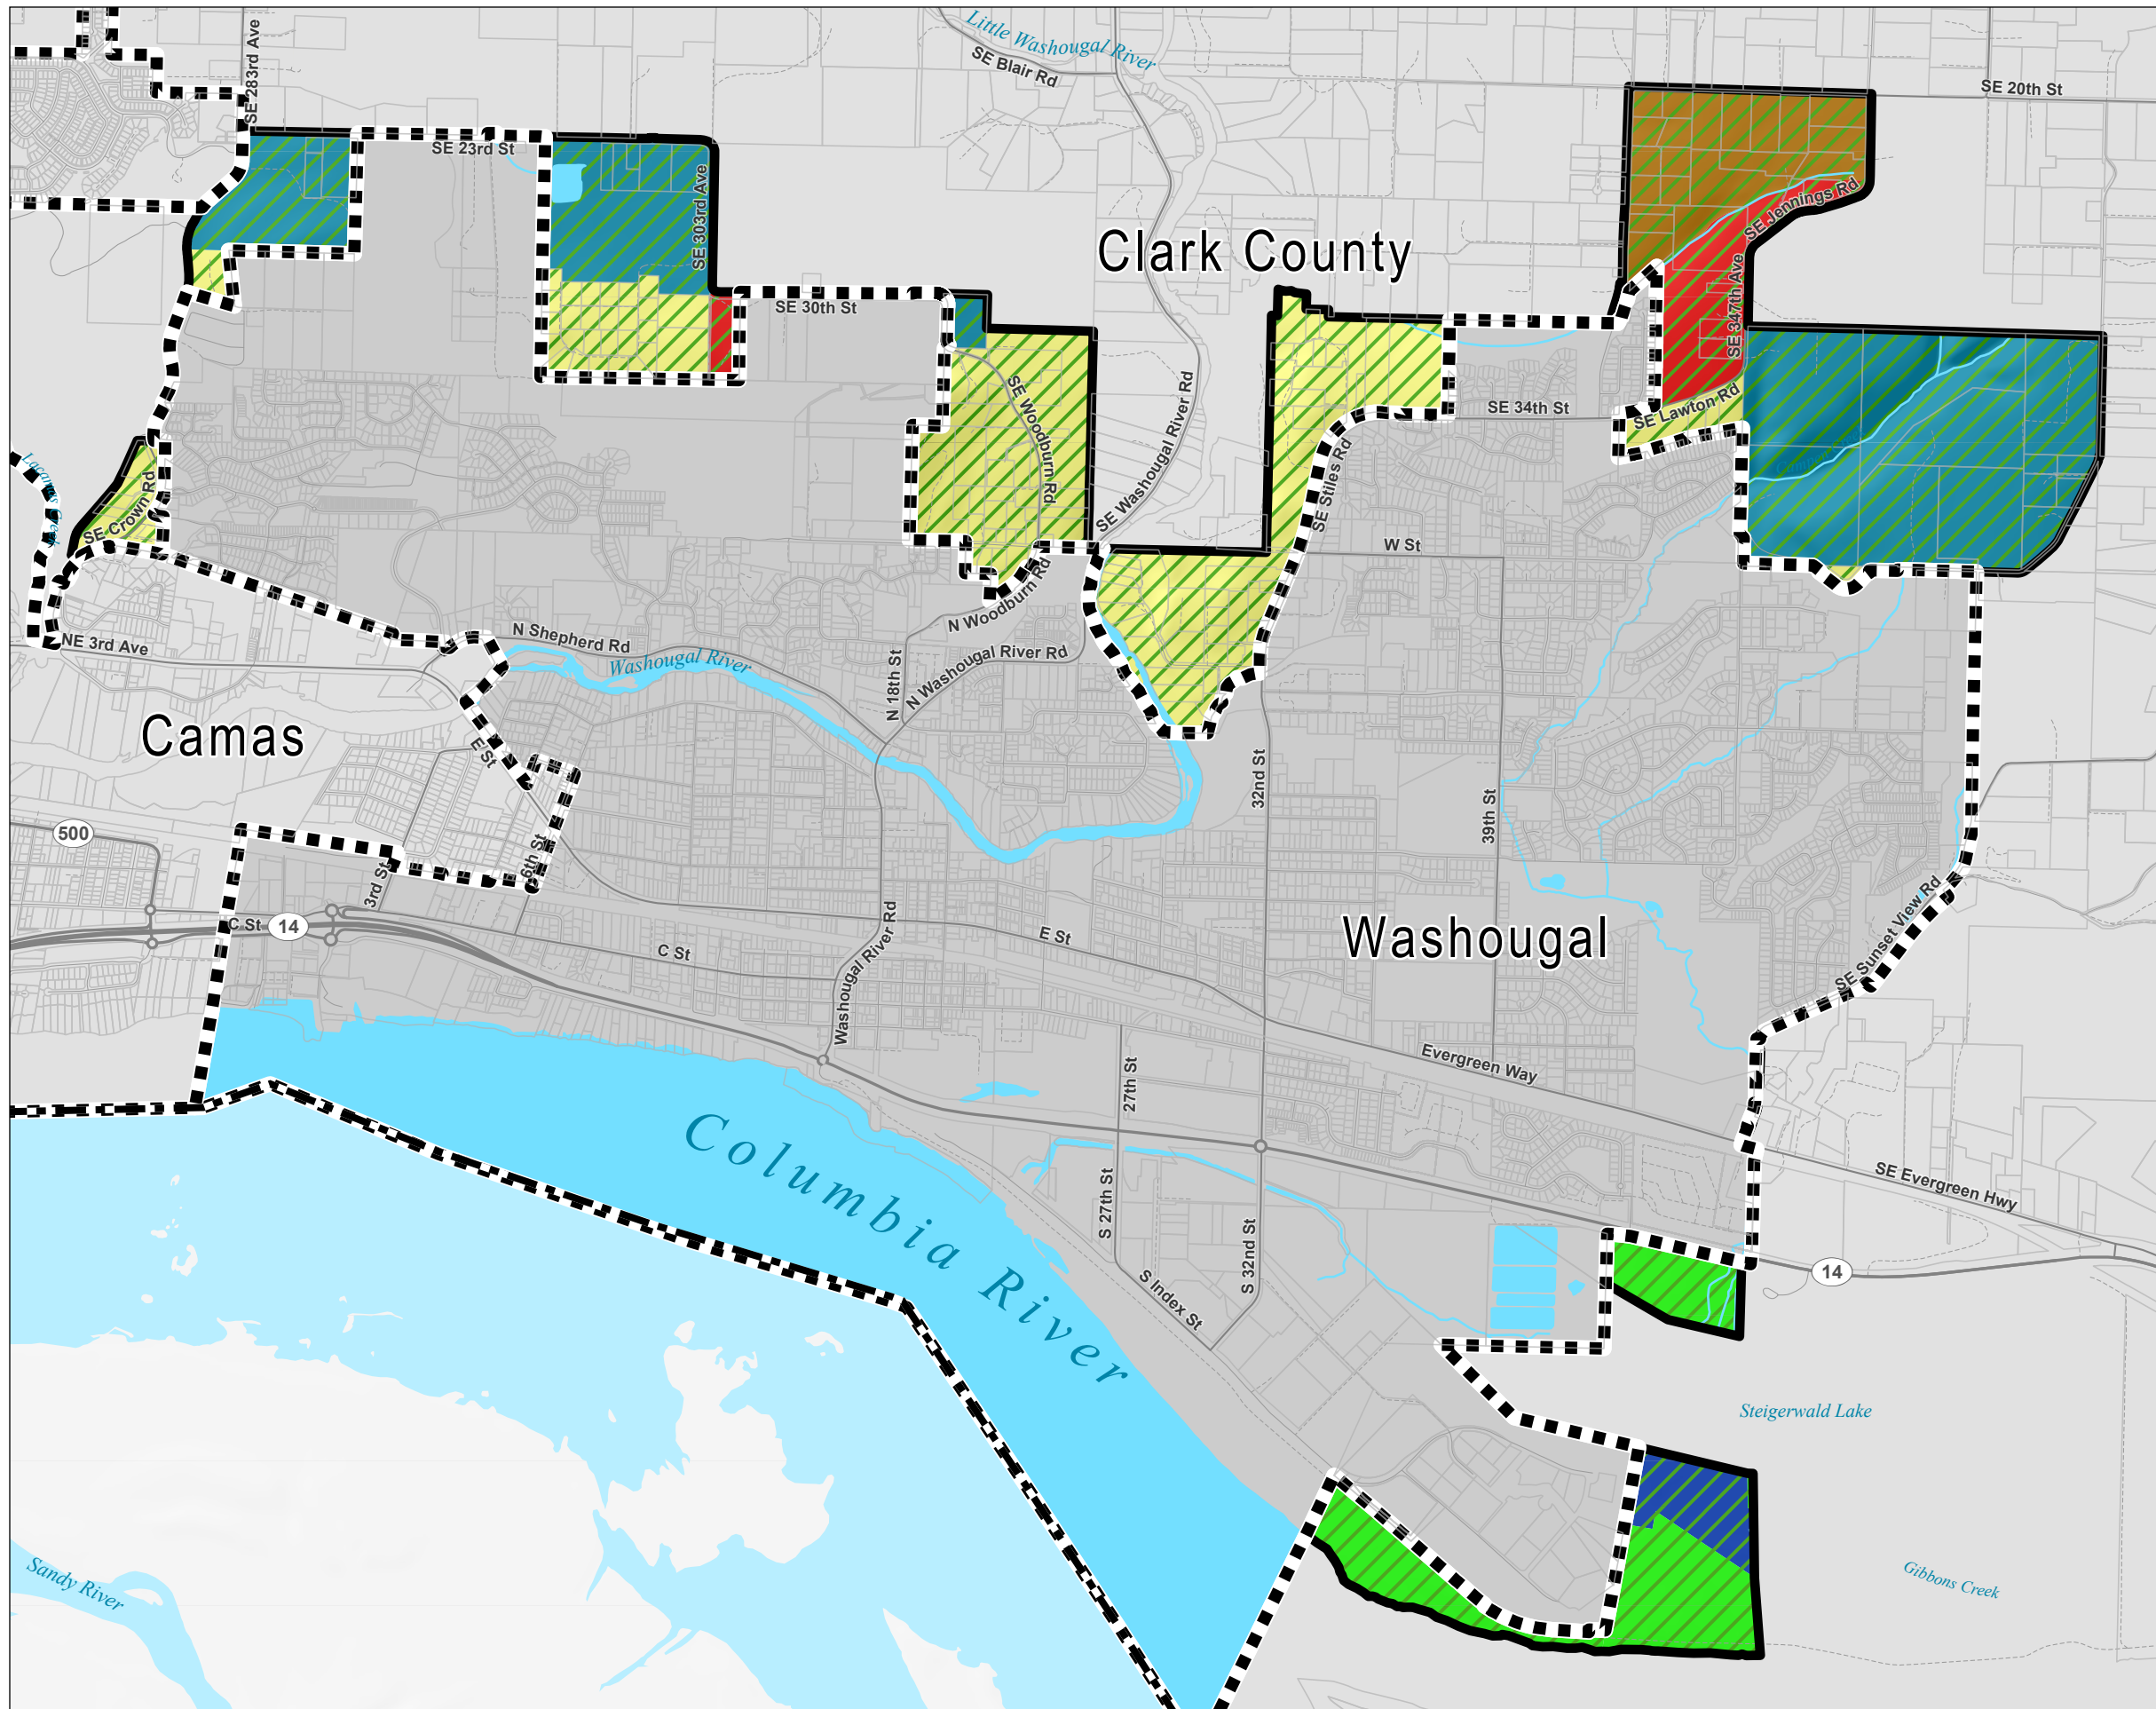 Little Washougal River
SE Blair Rd
SE 283rd Ave
SE 20th St
SE 23rd St
SE 303rd Ave
Clark County
SE Jennings Rd
SE 347th Ave
SE 30th St
SE Woodburn Rd
SE Washougal River Rd
SE 34th St
SE Lawton Rd
SE Stiles Rd
Lacamas Creek
SE Crown Rd
W St
N Woodburn Rd
NE 3rd Ave
N Shepherd Rd
Washougal River
N 18th St
N Washougal River Rd
Camas
E St
32nd St
39th St
500
6th St
3rd St
C St
14
C St
Washougal River Rd
E St
Washougal
SE Sunset View Rd
27th St
Evergreen Way
Columbia River
SE Evergreen Hwy
S 27th St
S 32nd St
S Index St
14
Steigerwald Lake
Sandy River
Gibbons Creek